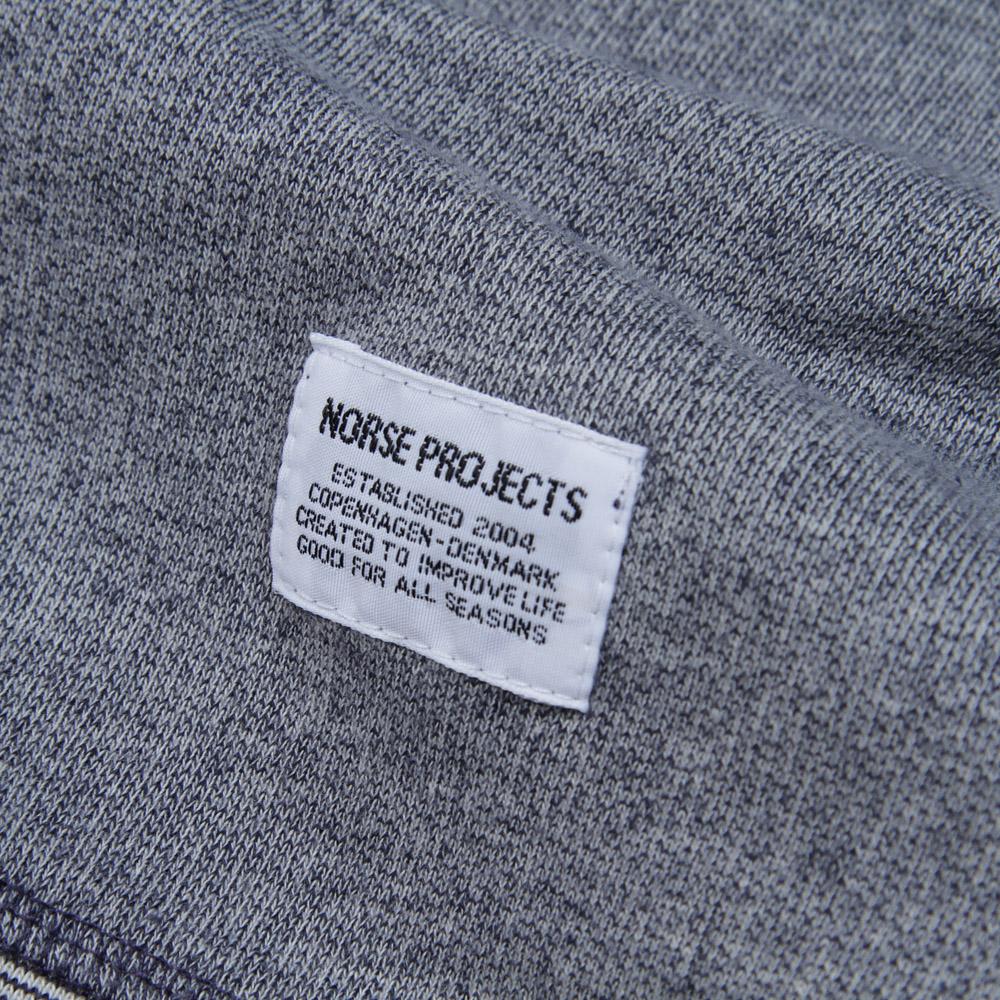 NORSE PROJECTS
ESTABLISHED 2004
COPENHAGEN-DENMARK
CREATED TO IMPROVE LIFE
GOOD FOR ALL SEASONS